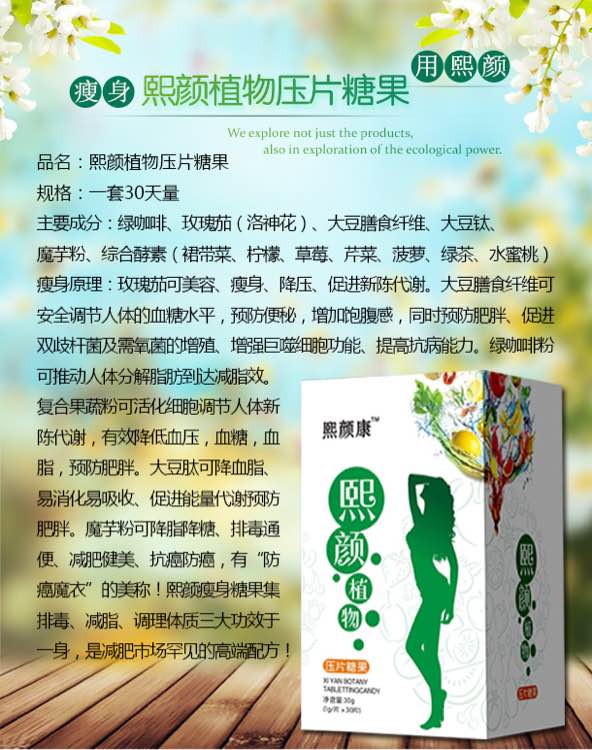 瘦身 熙颜植物压片糖果 用熙颜
We explore not just the products,
also in exploration of the ecological power.
品名：熙颜植物压片糖果
规格：一套30天量
主要成分：绿咖啡、玫瑰茄（洛神花）、大豆膳食纤维、大豆钛、
魔芋粉、综合酵素（裙带菜、柠檬、草莓、芹菜、菠萝、绿茶、水蜜桃）
瘦身原理：玫瑰茄可美容、瘦身、降压、促进新陈代谢。大豆膳食纤维可
安全调节人体的血糖水平，预防便秘，增加饱腹感，同时预防肥胖、促进
双歧杆菌及需氧菌的增殖、增强巨噬细胞功能、提高抗病能力。绿咖啡粉
可推动人体分解脂肪到达减脂效。
复合果蔬粉可活化细胞调节人体新
陈代谢，有效降低血压，血糖，血
脂，预防肥胖。大豆肽可降血脂、
易消化易吸收、促进能量代谢预防
肥胖。魔芋粉可降脂降糖、排毒通
便、减肥健美、抗癌防癌，有“防
癌魔衣”的美称！熙颜瘦身糖果集
排毒、减脂、调理体质三大功效于
一身，是减肥市场罕见的高端配方！
熙颜康™
熙颜植物
压片糖果
XI YAN BOTANY
TABLETTINGCANDY
净含量30g
熙颜植物
压片糖果